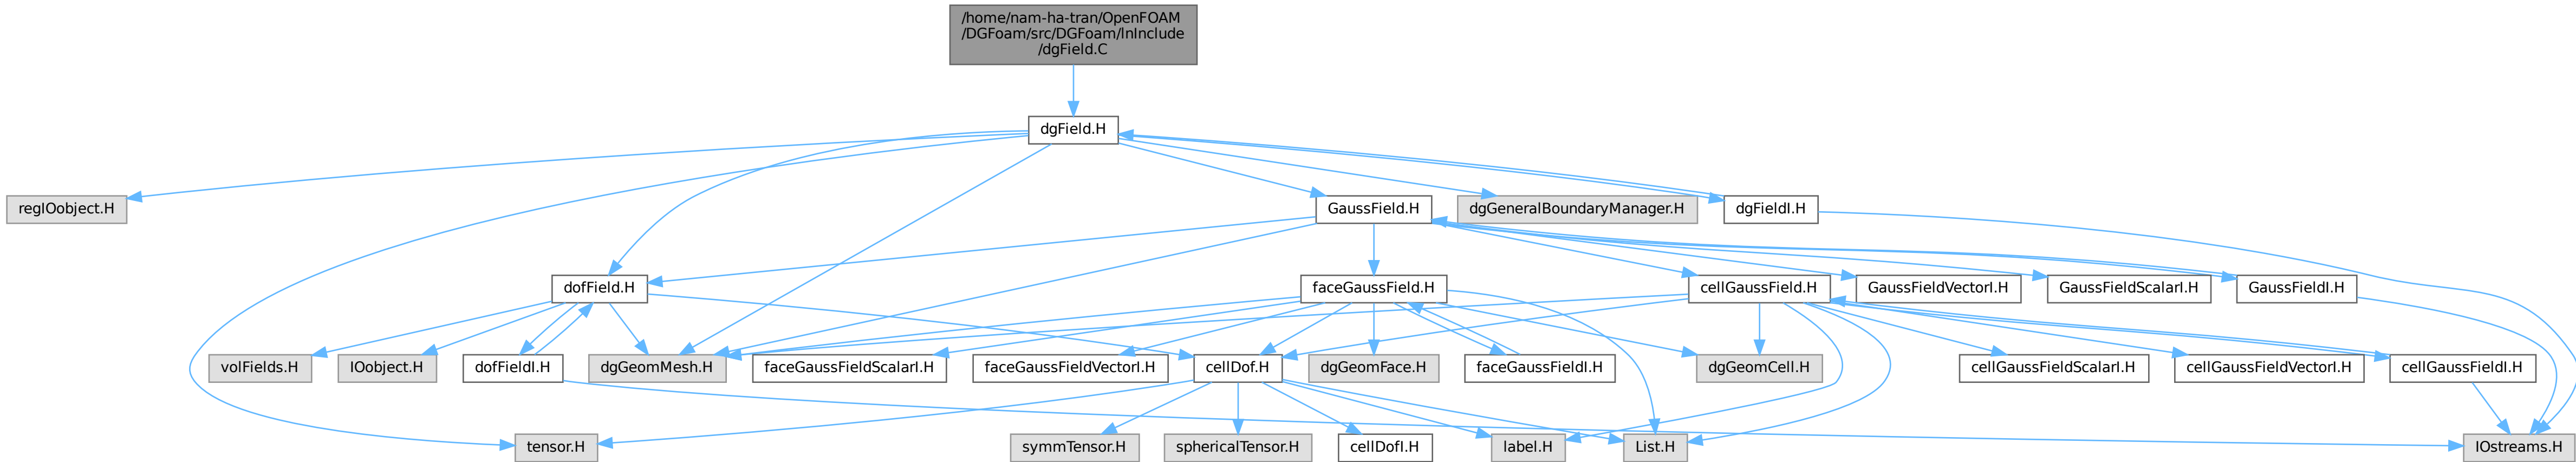 /home/nam-ha-tran/OpenFOAM
/DGFoam/src/DGFoam/lnInclude
/dgField.C
dgField.H
regIOobject.H
GaussField.H
dgGeneralBoundaryManager.H
dgFieldI.H
dofField.H
faceGaussField.H
cellGaussField.H
GaussFieldVectorI.H
GaussFieldScalarI.H
GaussFieldI.H
volFields.H
IOobject.H
dofFieldI.H
dgGeomMesh.H
faceGaussFieldScalarI.H
faceGaussFieldVectorI.H
cellDof.H
dgGeomFace.H
faceGaussFieldI.H
dgGeomCell.H
cellGaussFieldScalarI.H
cellGaussFieldVectorI.H
cellGaussFieldI.H
tensor.H
symmTensor.H
sphericalTensor.H
cellDofI.H
label.H
List.H
IOstreams.H